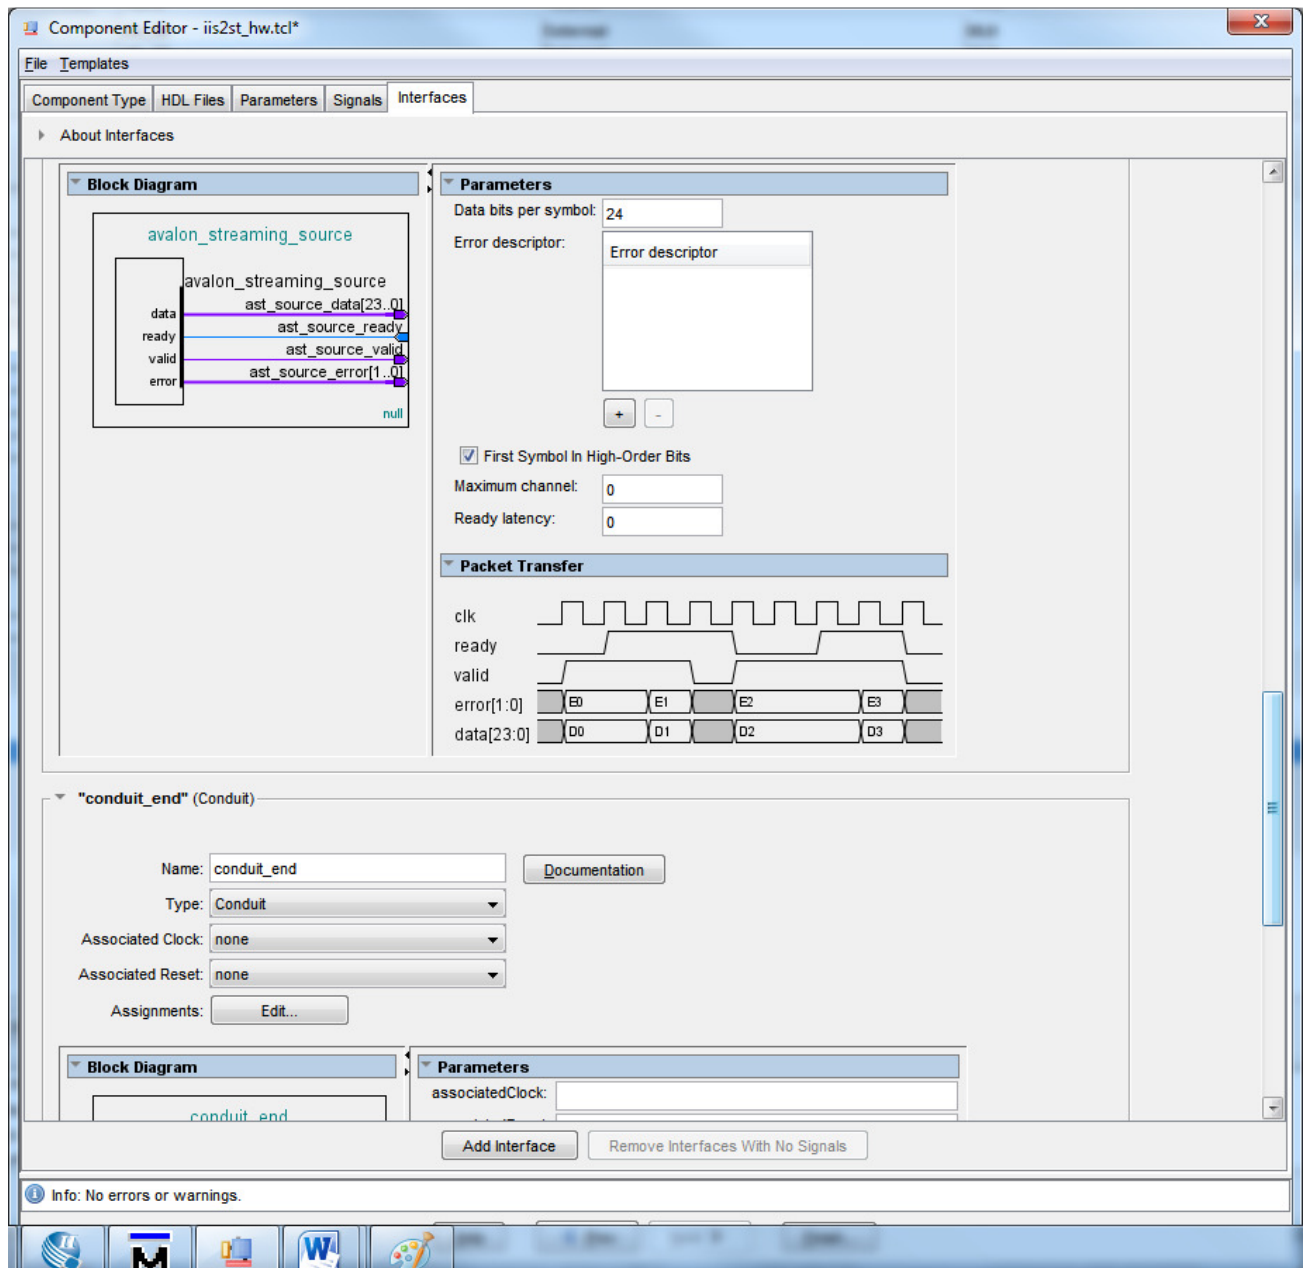 Component Editor - iis2st_hw.tcl*
File Templates
Component Type HDL Files Parameters Signals Interfaces
About Interfaces
Block Diagram
avalon_streaming_source
avalon_streaming_source
data ast_source_data[23..0]
ready ast_source_ready
valid ast_source_valid
error ast_source_error[1..0]
null
Parameters
Data bits per symbol: 24
Error descriptor:
Error descriptor
+ -
First Symbol In High-Order Bits
Maximum channel: 0
Ready latency: 0
Packet Transfer
clk
ready
valid
error[1:0] E0 E1 E2 E3
data[23:0] D0 D1 D2 D3
"conduit_end" (Conduit)
Name: conduit_end Documentation
Type: Conduit
Associated Clock: none
Associated Reset: none
Assignments: Edit...
Block Diagram
conduit_end
Parameters
associatedClock:
Add Interface Remove Interfaces With No Signals
Info: No errors or warnings.